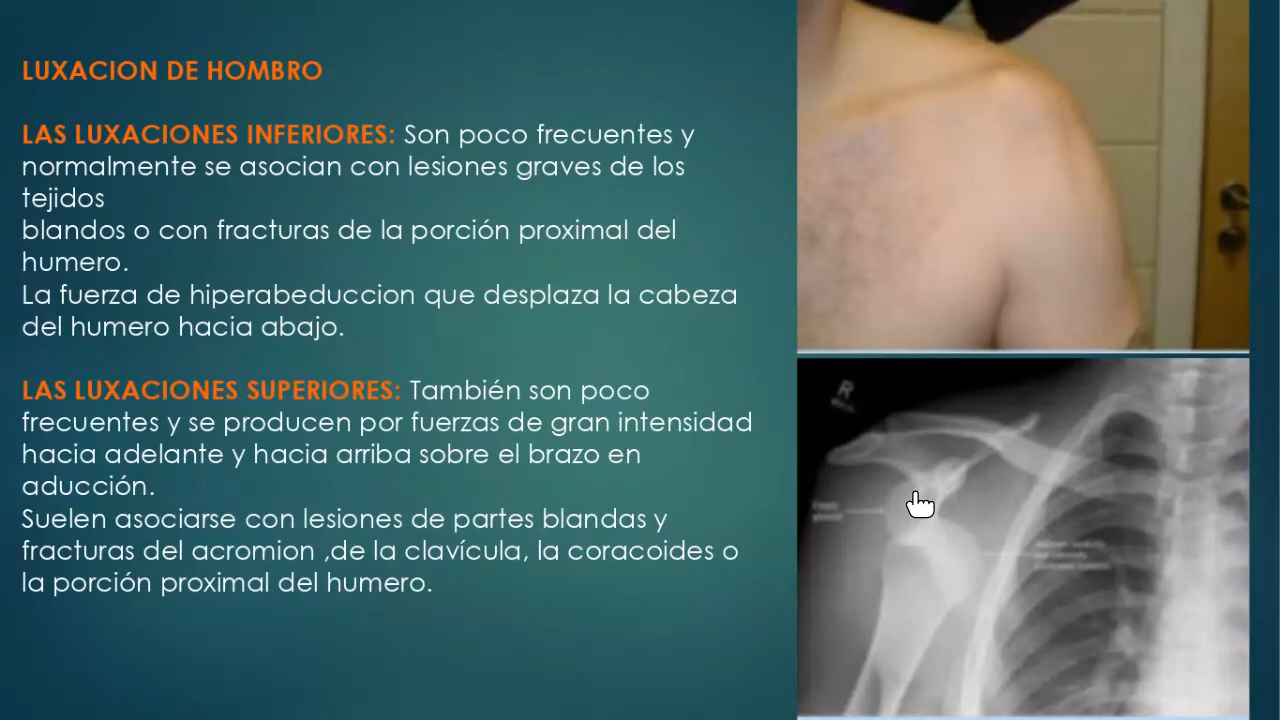 LUXACION DE HOMBRO
LAS LUXACIONES INFERIORES: Son poco frecuentes y
normalmente se asocian con lesiones graves de los
tejidos
blandos o con fracturas de la porción proximal del
humero.
La fuerza de hiperabeduccion que desplaza la cabeza
del humero hacia abajo.
LAS LUXACIONES SUPERIORES: También son poco
frecuentes y se producen por fuerzas de gran intensidad
hacia adelante y hacia arriba sobre el brazo en
aducción.
Suelen asociarse con lesiones de partes blandas y
fracturas del acromion ,de la clavícula, la coracoides o
la porción proximal del humero.
R